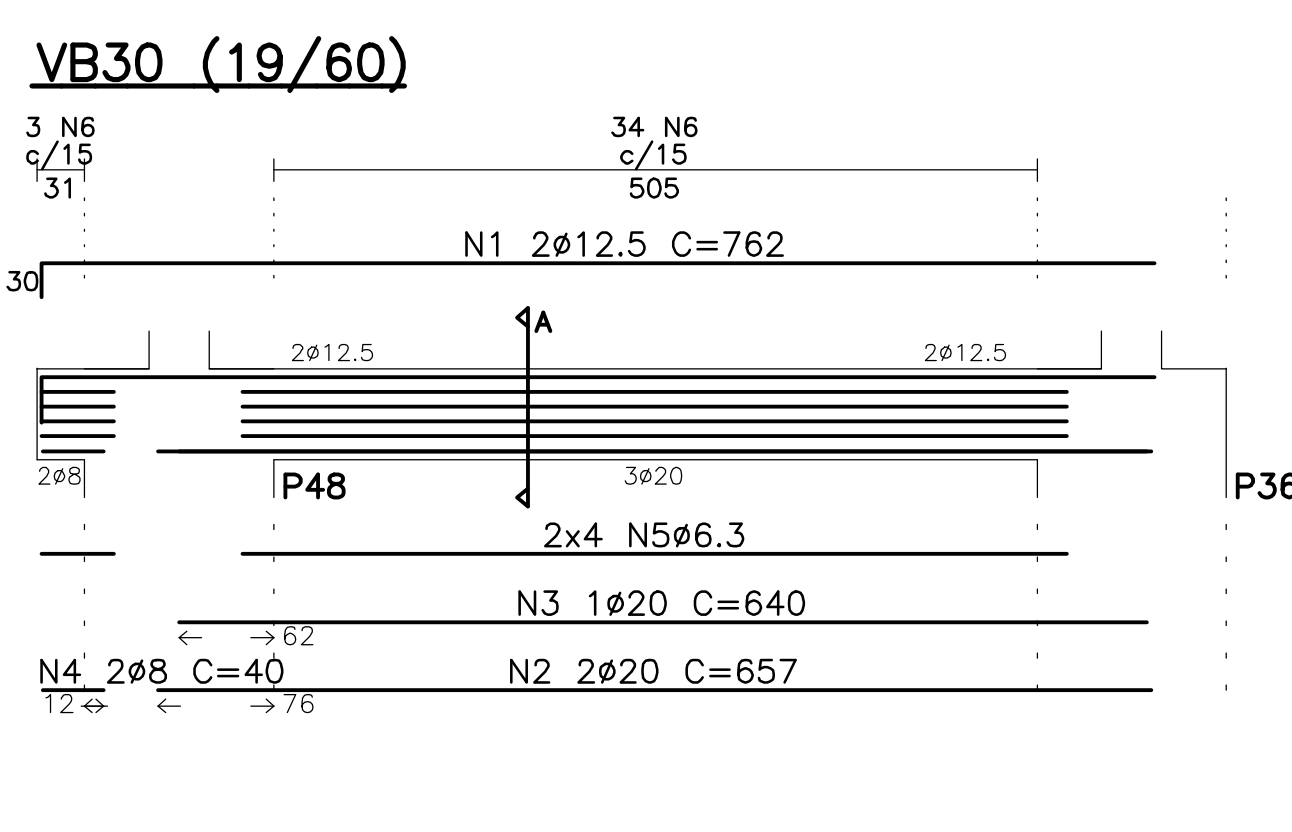 VB30 (19/60)
3 N6
c/15
31
34 N6
c/15
505
N1 2ø12.5 C=762
30
A
2ø12.5
2ø12.5
2ø8
P48
3ø20
P36
2x4 N5ø6.3
N3 1ø20 C=640
62
N4 2ø8 C=40
N2 2ø20 C=657
12
76